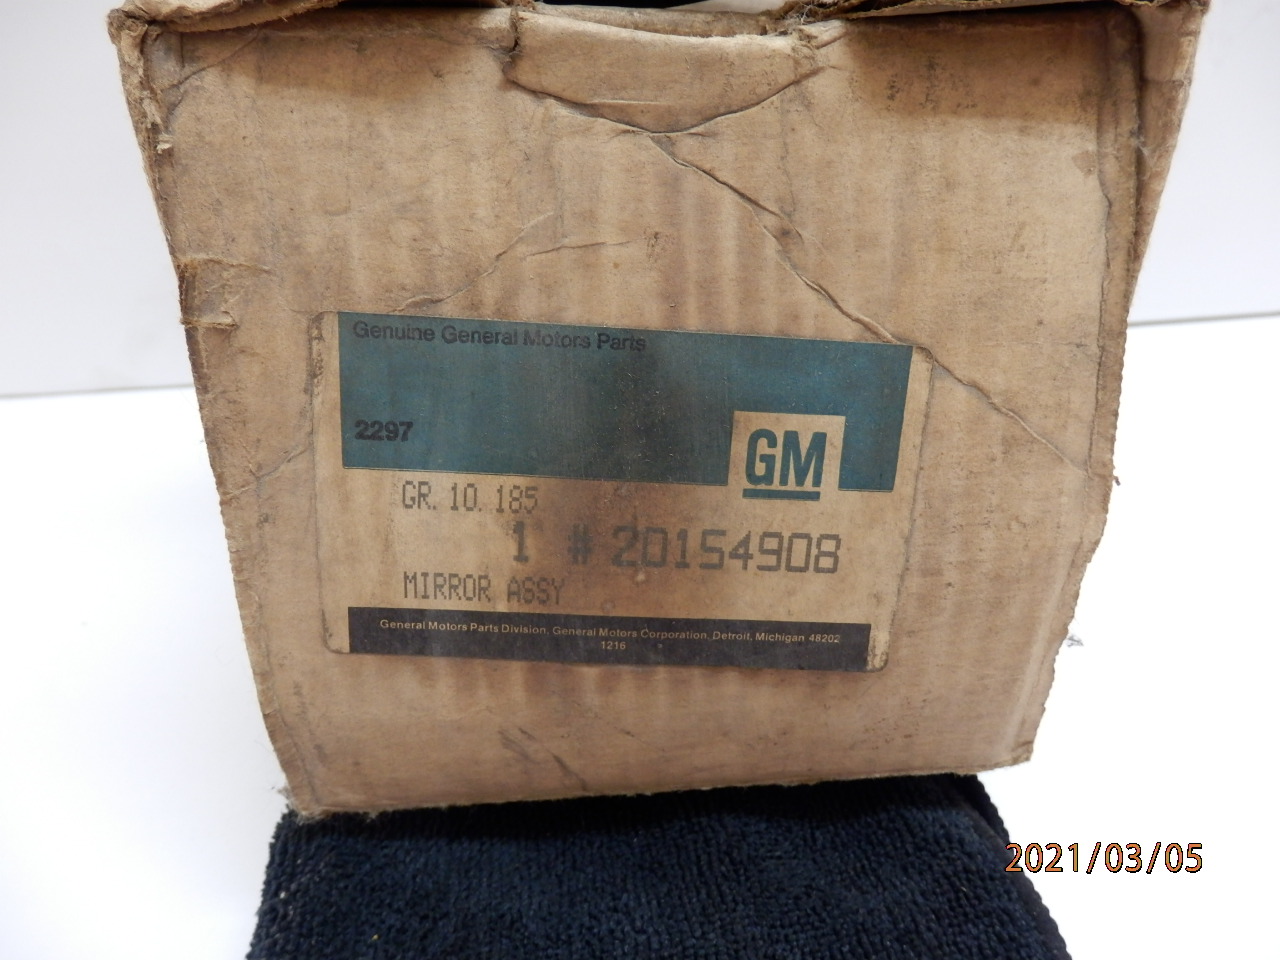 Genuine General Motors Parts
2297
GM
GR. 10. 185
1 # 20154908
MIRROR ASSY
General Motors Parts Division, General Motors Corporation, Detroit, Michigan 48202
1216
2021/03/05